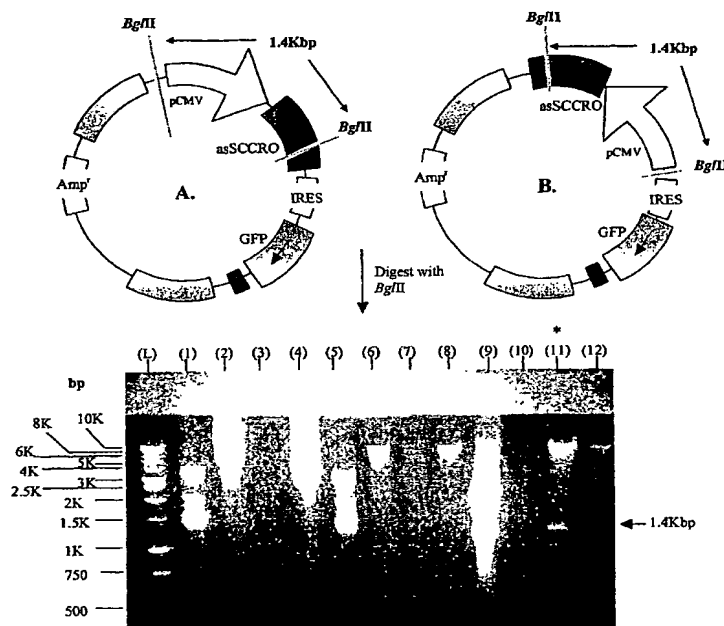 BglII
1.4Kbp
pCMV
asSCCRO
BglII
Ampr
A.
IRES
GFP
BglII
1.4Kbp
asSCCRO
pCMV
BglII
Ampr
B.
IRES
GFP
Digest with
BglII
*
(L) (1) (2) (3) (4) (5) (6) (7) (8) (9) (10) (11) (12)
bp
10K
8K
6K
5K
4K
3K
2.5K
2K
1.5K
1K
750
500
1.4Kbp